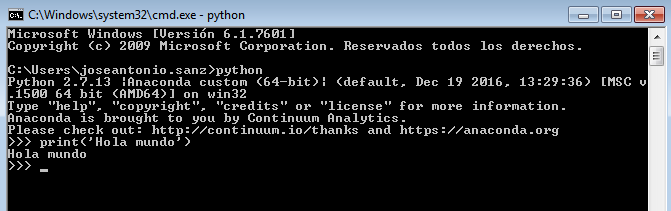 C:\Windows\system32\cmd.exe - python
Microsoft Windows [Versión 6.1.7601]
Copyright (c) 2009 Microsoft Corporation. Reservados todos los derechos.
C:\Users\joseantonio.sanz>python
Python 2.7.13 |Anaconda custom (64-bit)| (default, Dec 19 2016, 13:29:36) [MSC v
.1500 64 bit (AMD64)] on win32
Type "help", "copyright", "credits" or "license" for more information.
Anaconda is brought to you by Continuum Analytics.
Please check out: http://continuum.io/thanks and https://anaconda.org
>>> print('Hola mundo')
Hola mundo
>>> _